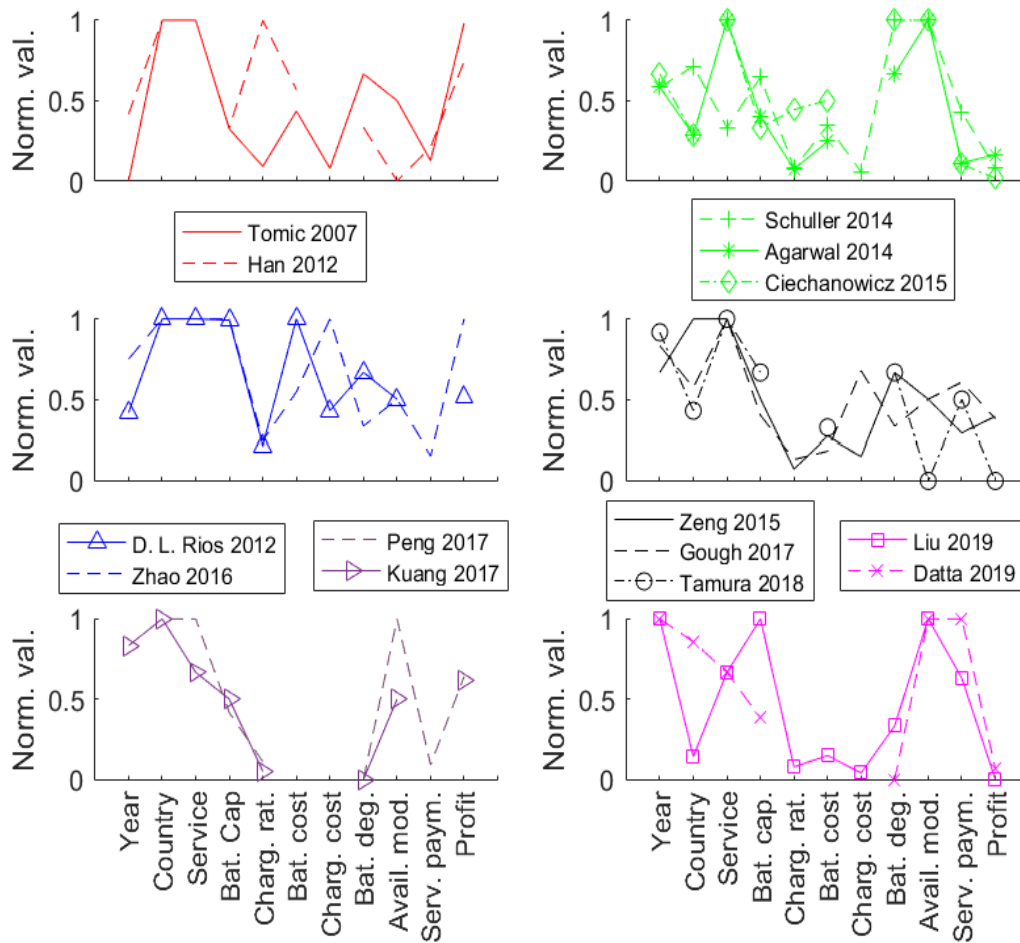 Norm. val.
1
0.5
0
Norm. val.
1
0.5
0
Tomic 2007
Han 2012
Schuller 2014
Agarwal 2014
Ciechanowicz 2015
Norm. val.
1
0.5
0
Norm. val.
1
0.5
0
D. L. Rios 2012
Zhao 2016
Peng 2017
Kuang 2017
Zeng 2015
Gough 2017
Tamura 2018
Liu 2019
Datta 2019
Norm. val.
1
0.5
0
Year
Country
Service
Bat. Cap
Charg. rat.
Bat. cost
Charg. cost
Bat. deg.
Avail. mod.
Serv. paym.
Profit
Norm. val.
1
0.5
0
Year
Country
Service
Bat. cap.
Charg. rat.
Bat. cost
Charg. cost
Bat. deg.
Avail. mod.
Serv. paym.
Profit